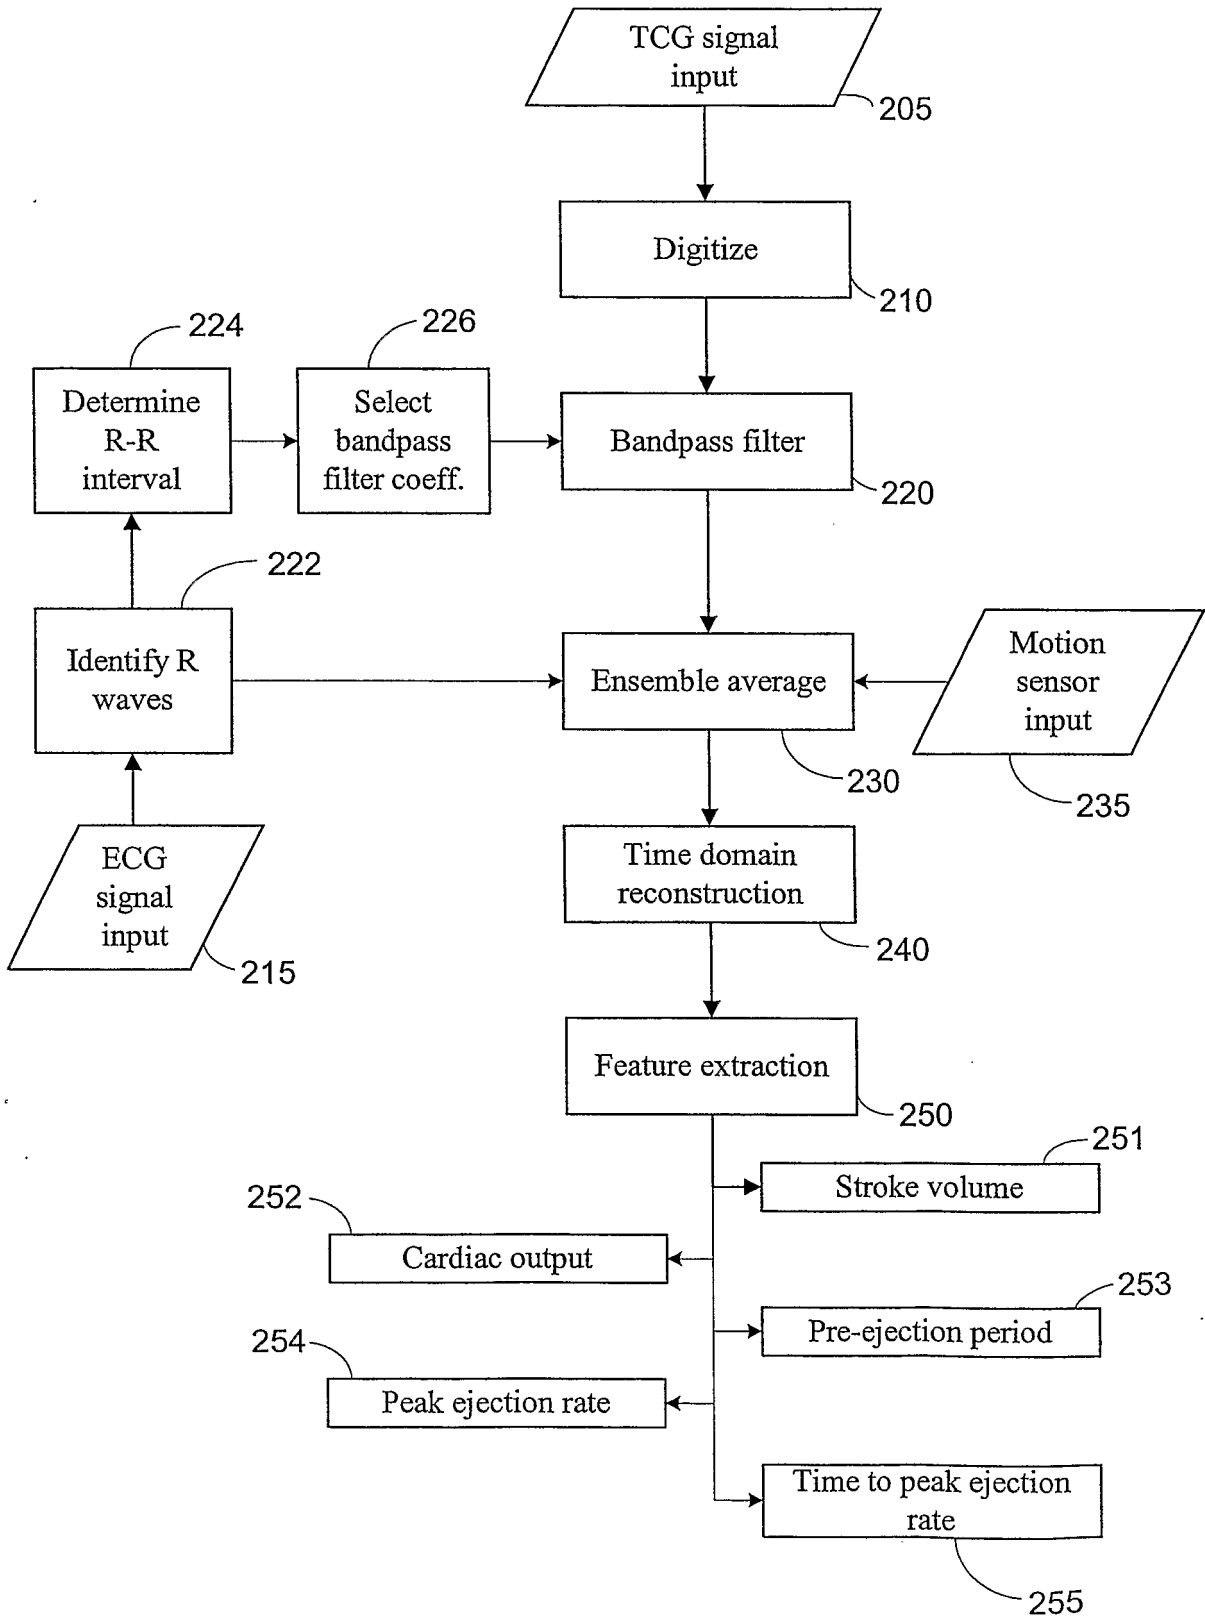 TCG signal
input
205
Digitize
210
224
226
Determine
R-R
interval
Select
bandpass
filter coeff.
Bandpass filter
220
222
Identify R
waves
Ensemble average
Motion
sensor
input
230
235
ECG
signal
input
215
Time domain
reconstruction
240
Feature extraction
250
251
Stroke volume
252
Cardiac output
253
Pre-ejection period
254
Peak ejection rate
Time to peak ejection
rate
255